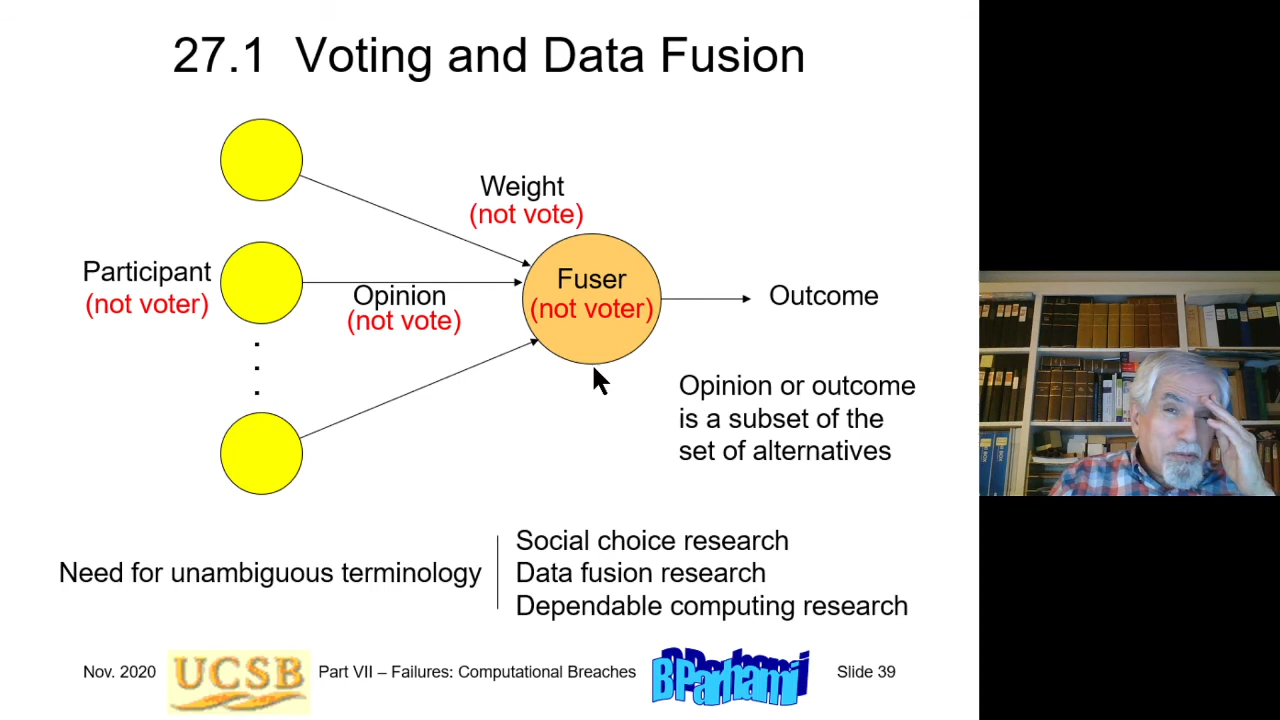 27.1 Voting and Data Fusion
Weight
(not vote)
Participant
(not voter)
Opinion
(not vote)
Fuser
(not voter)
Outcome
Opinion or outcome
is a subset of the
set of alternatives
Need for unambiguous terminology
Social choice research
Data fusion research
Dependable computing research
Nov. 2020
UCSB
Part VII – Failures: Computational Breaches
B Parhami
Slide 39